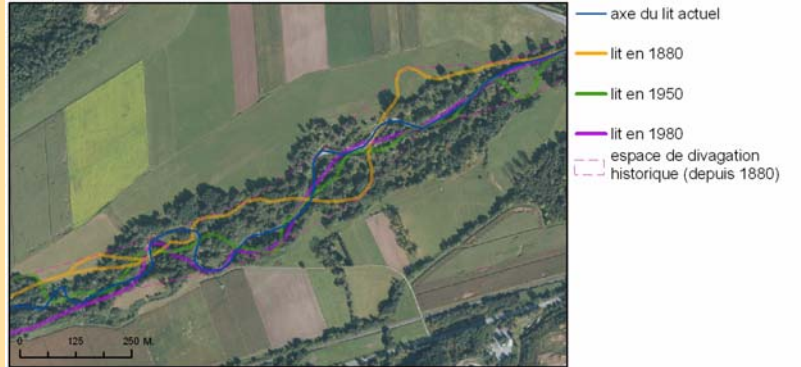 axe du lit actuel
lit en 1880
lit en 1950
lit en 1980
espace de divagation
historique (depuis 1880)
0 125 250 M.